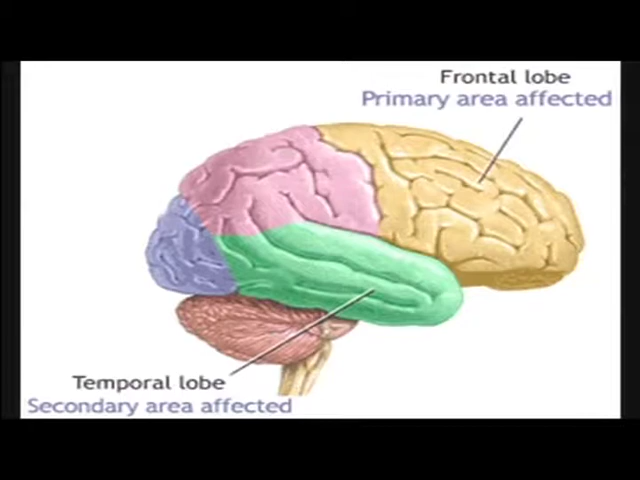 Frontal lobe
Primary area affected
Temporal lobe
Secondary area affected